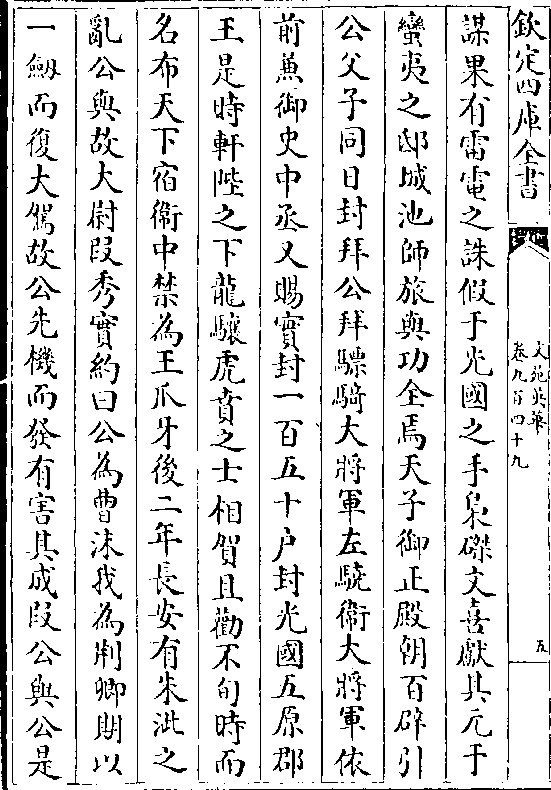 欽定四庫全書
文苑英華
卷九百四十九
五
謀果有雷電之誅假于光國之手梟磔文喜獻其元于
蠻夷之邸城池師旅與功全焉天子御正殿朝百辟引
公父子同日封拜公拜驃騎大將軍左驍衛大將軍依
前兼御史中丞又賜實封一百五十户封光國五原郡
王是時軒陛之下龍驤虎賁之士相賀且勸不旬時而
名布天下宿衛中禁為王爪牙後二年長安有朱泚之
亂公與故大尉段秀實約曰公為曹沫我為荆卿期以
一劔而復大駕故公先機而發有害其成段公與公是